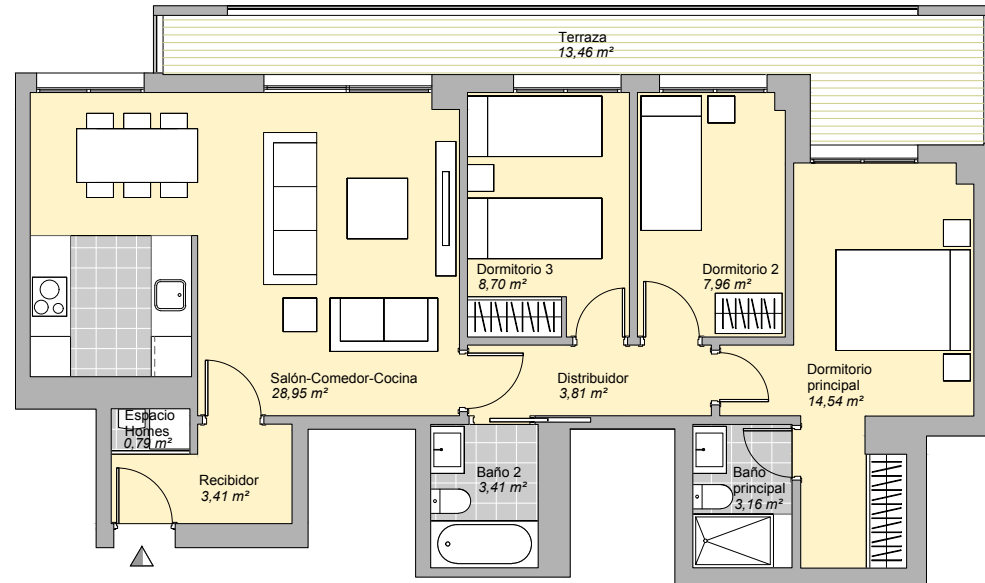 Terraza
13,46 m²
Dormitorio 3
8,70 m²
Dormitorio 2
7,96 m²
Salón-Comedor-Cocina
28,95 m²
Distribuidor
3,81 m²
Dormitorio
principal
14,54 m²
Espacio
Homes
0,79 m²
Recibidor
3,41 m²
Baño 2
3,41 m²
Baño
principal
3,16 m²